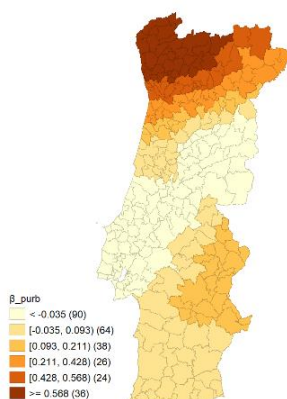 β_purb
< -0.035 (90)
[-0.035, 0.093) (64)
[0.093, 0.211) (38)
[0.211, 0.428) (26)
[0.428, 0.568) (24)
>= 0.568 (36)